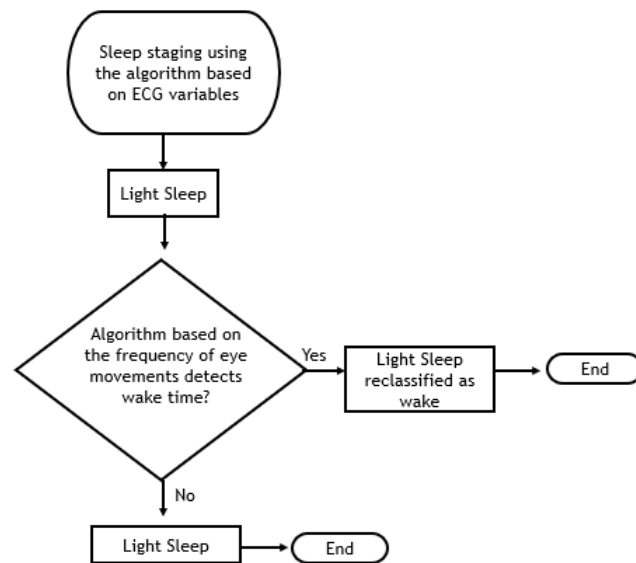 Sleep staging using
the algorithm based
on ECG variables
Light Sleep
Algorithm based on
the frequency of eye
movements detects
wake time?
Yes
Light Sleep
reclassified as
wake
End
No
Light Sleep
End